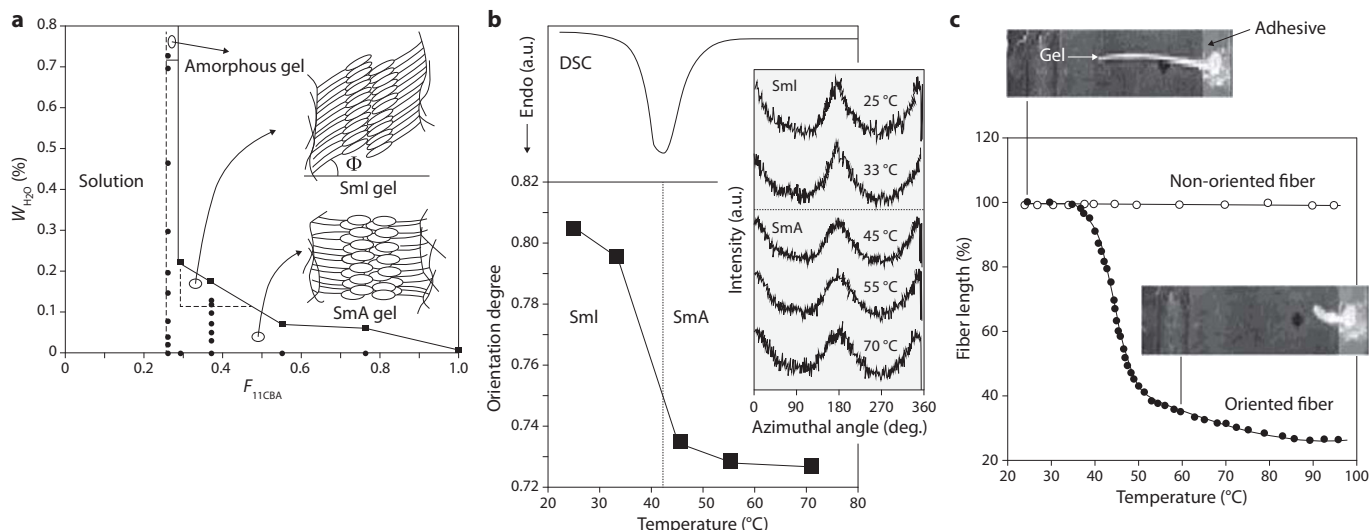 a
W_H₂O (%)
0.8
0.7
0.6
0.5
0.4
0.3
0.2
0.1
0
0
0.2
0.4
0.6
0.8
1.0
F_11CBA
Amorphous gel
Solution
Φ
SmI gel
SmA gel
b
Endo (a.u.)
DSC
Orientation degree
0.82
0.80
0.78
0.76
0.74
0.73
0.72
SmI
SmA
20
30
40
50
60
70
80
Temperature (°C)
Intensity (a.u.)
SmI
25 °C
33 °C
SmA
45 °C
55 °C
70 °C
0
90
180
270
360
Azimuthal angle (deg.)
c
Gel
Adhesive
Fiber length (%)
120
100
80
60
40
20
Non-oriented fiber
Oriented fiber
20
30
40
50
60
70
80
90
100
Temperature (°C)